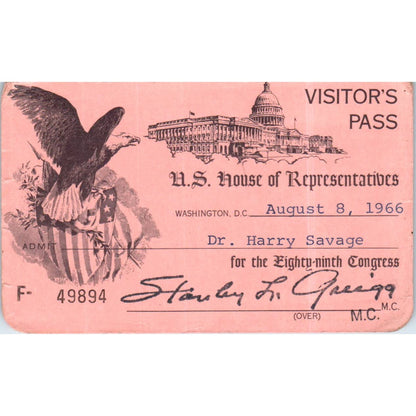 VISITOR'S
PASS
U.S. House of Representatives
WASHINGTON, D.C. August 8, 1966
ADMIT Dr. Harry Savage
for the Eighty-ninth Congress
F- 49894 Stanley L. Greigg M.C.
(OVER) M.C.